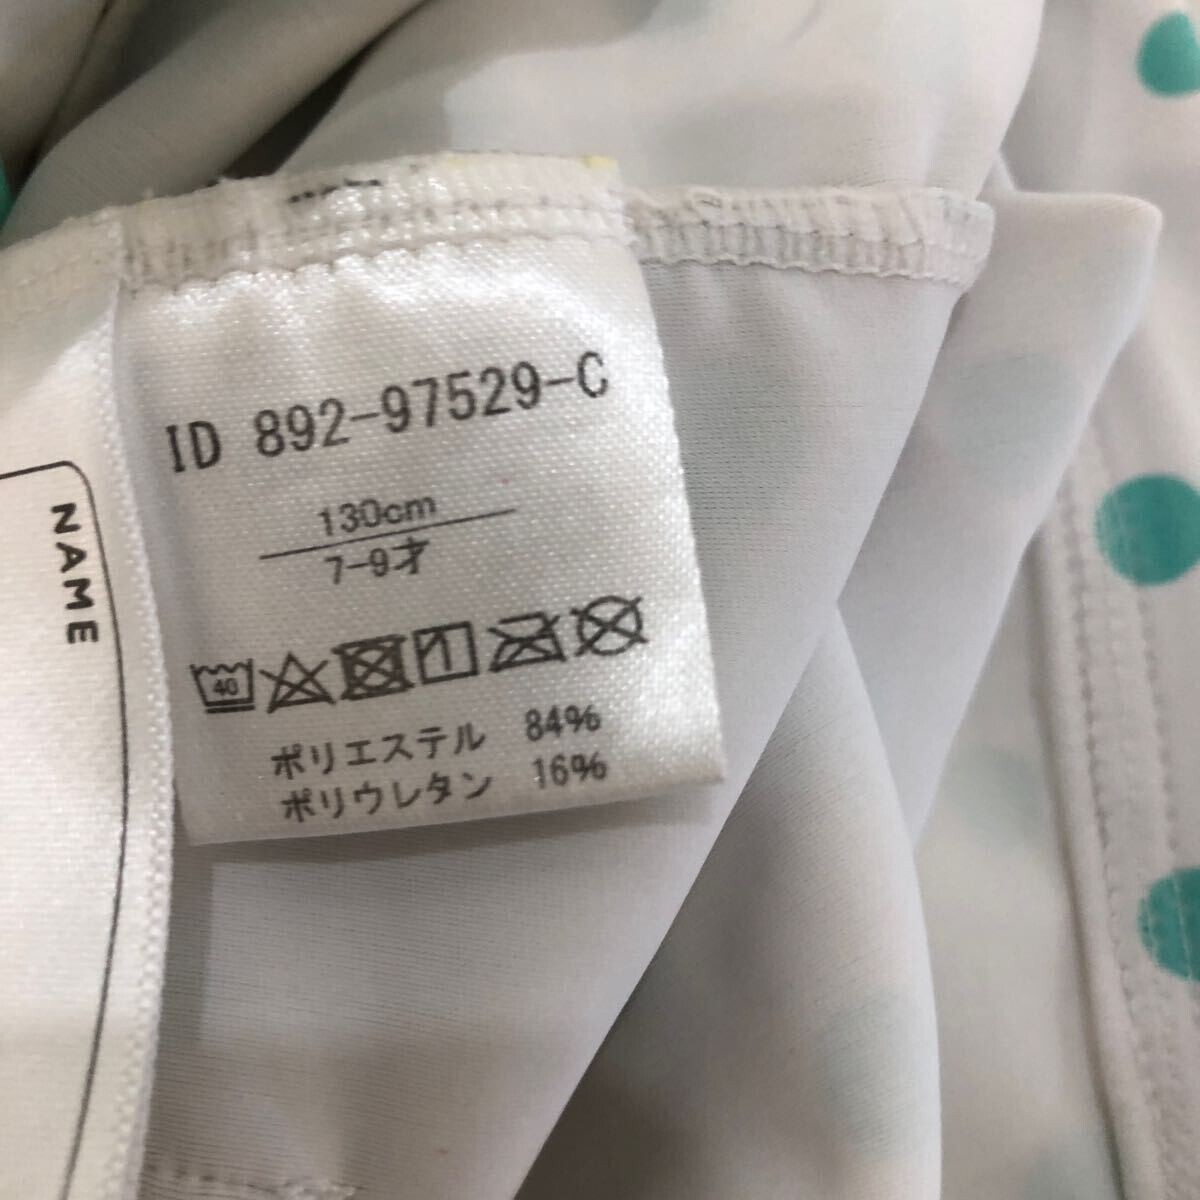 ID 892-97529-C
130cm
7-9才
40
ポリエステル 84%
ポリウレタン 16%
NAME